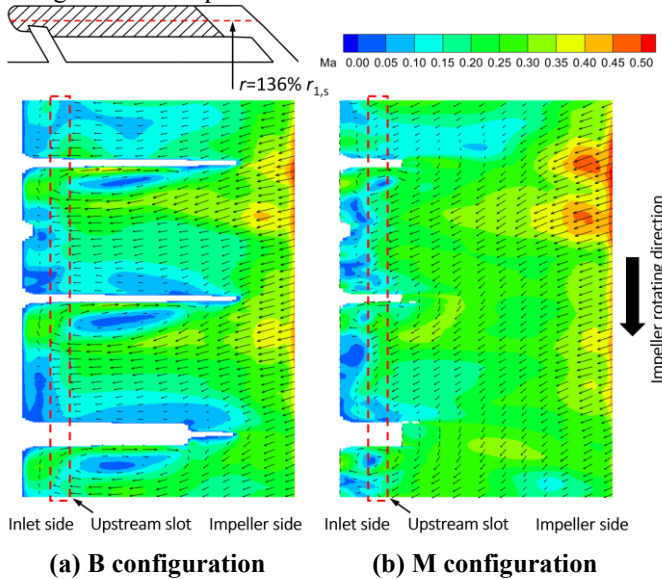 r=136% r1,s
Ma 0.00 0.05 0.10 0.15 0.20 0.25 0.30 0.35 0.40 0.45 0.50
Impeller rotating direction
Inlet side Upstream slot Impeller side
Inlet side Upstream slot Impeller side
(a) B configuration
(b) M configuration